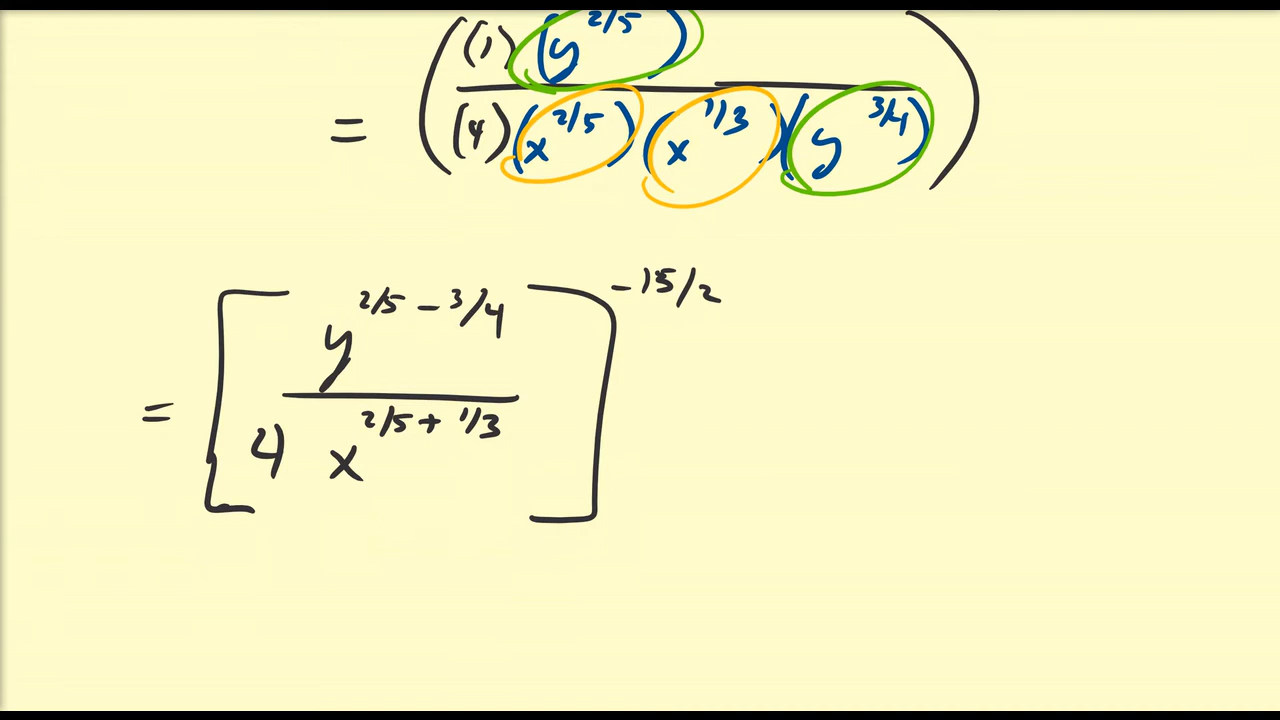 (1) (y^2/5)
= ( (4)(x^2/5)(x^1/3)(y^3/4) )
= [ y^2/5 - 3/4 ]^-15/2
4 x^2/5 + 1/3